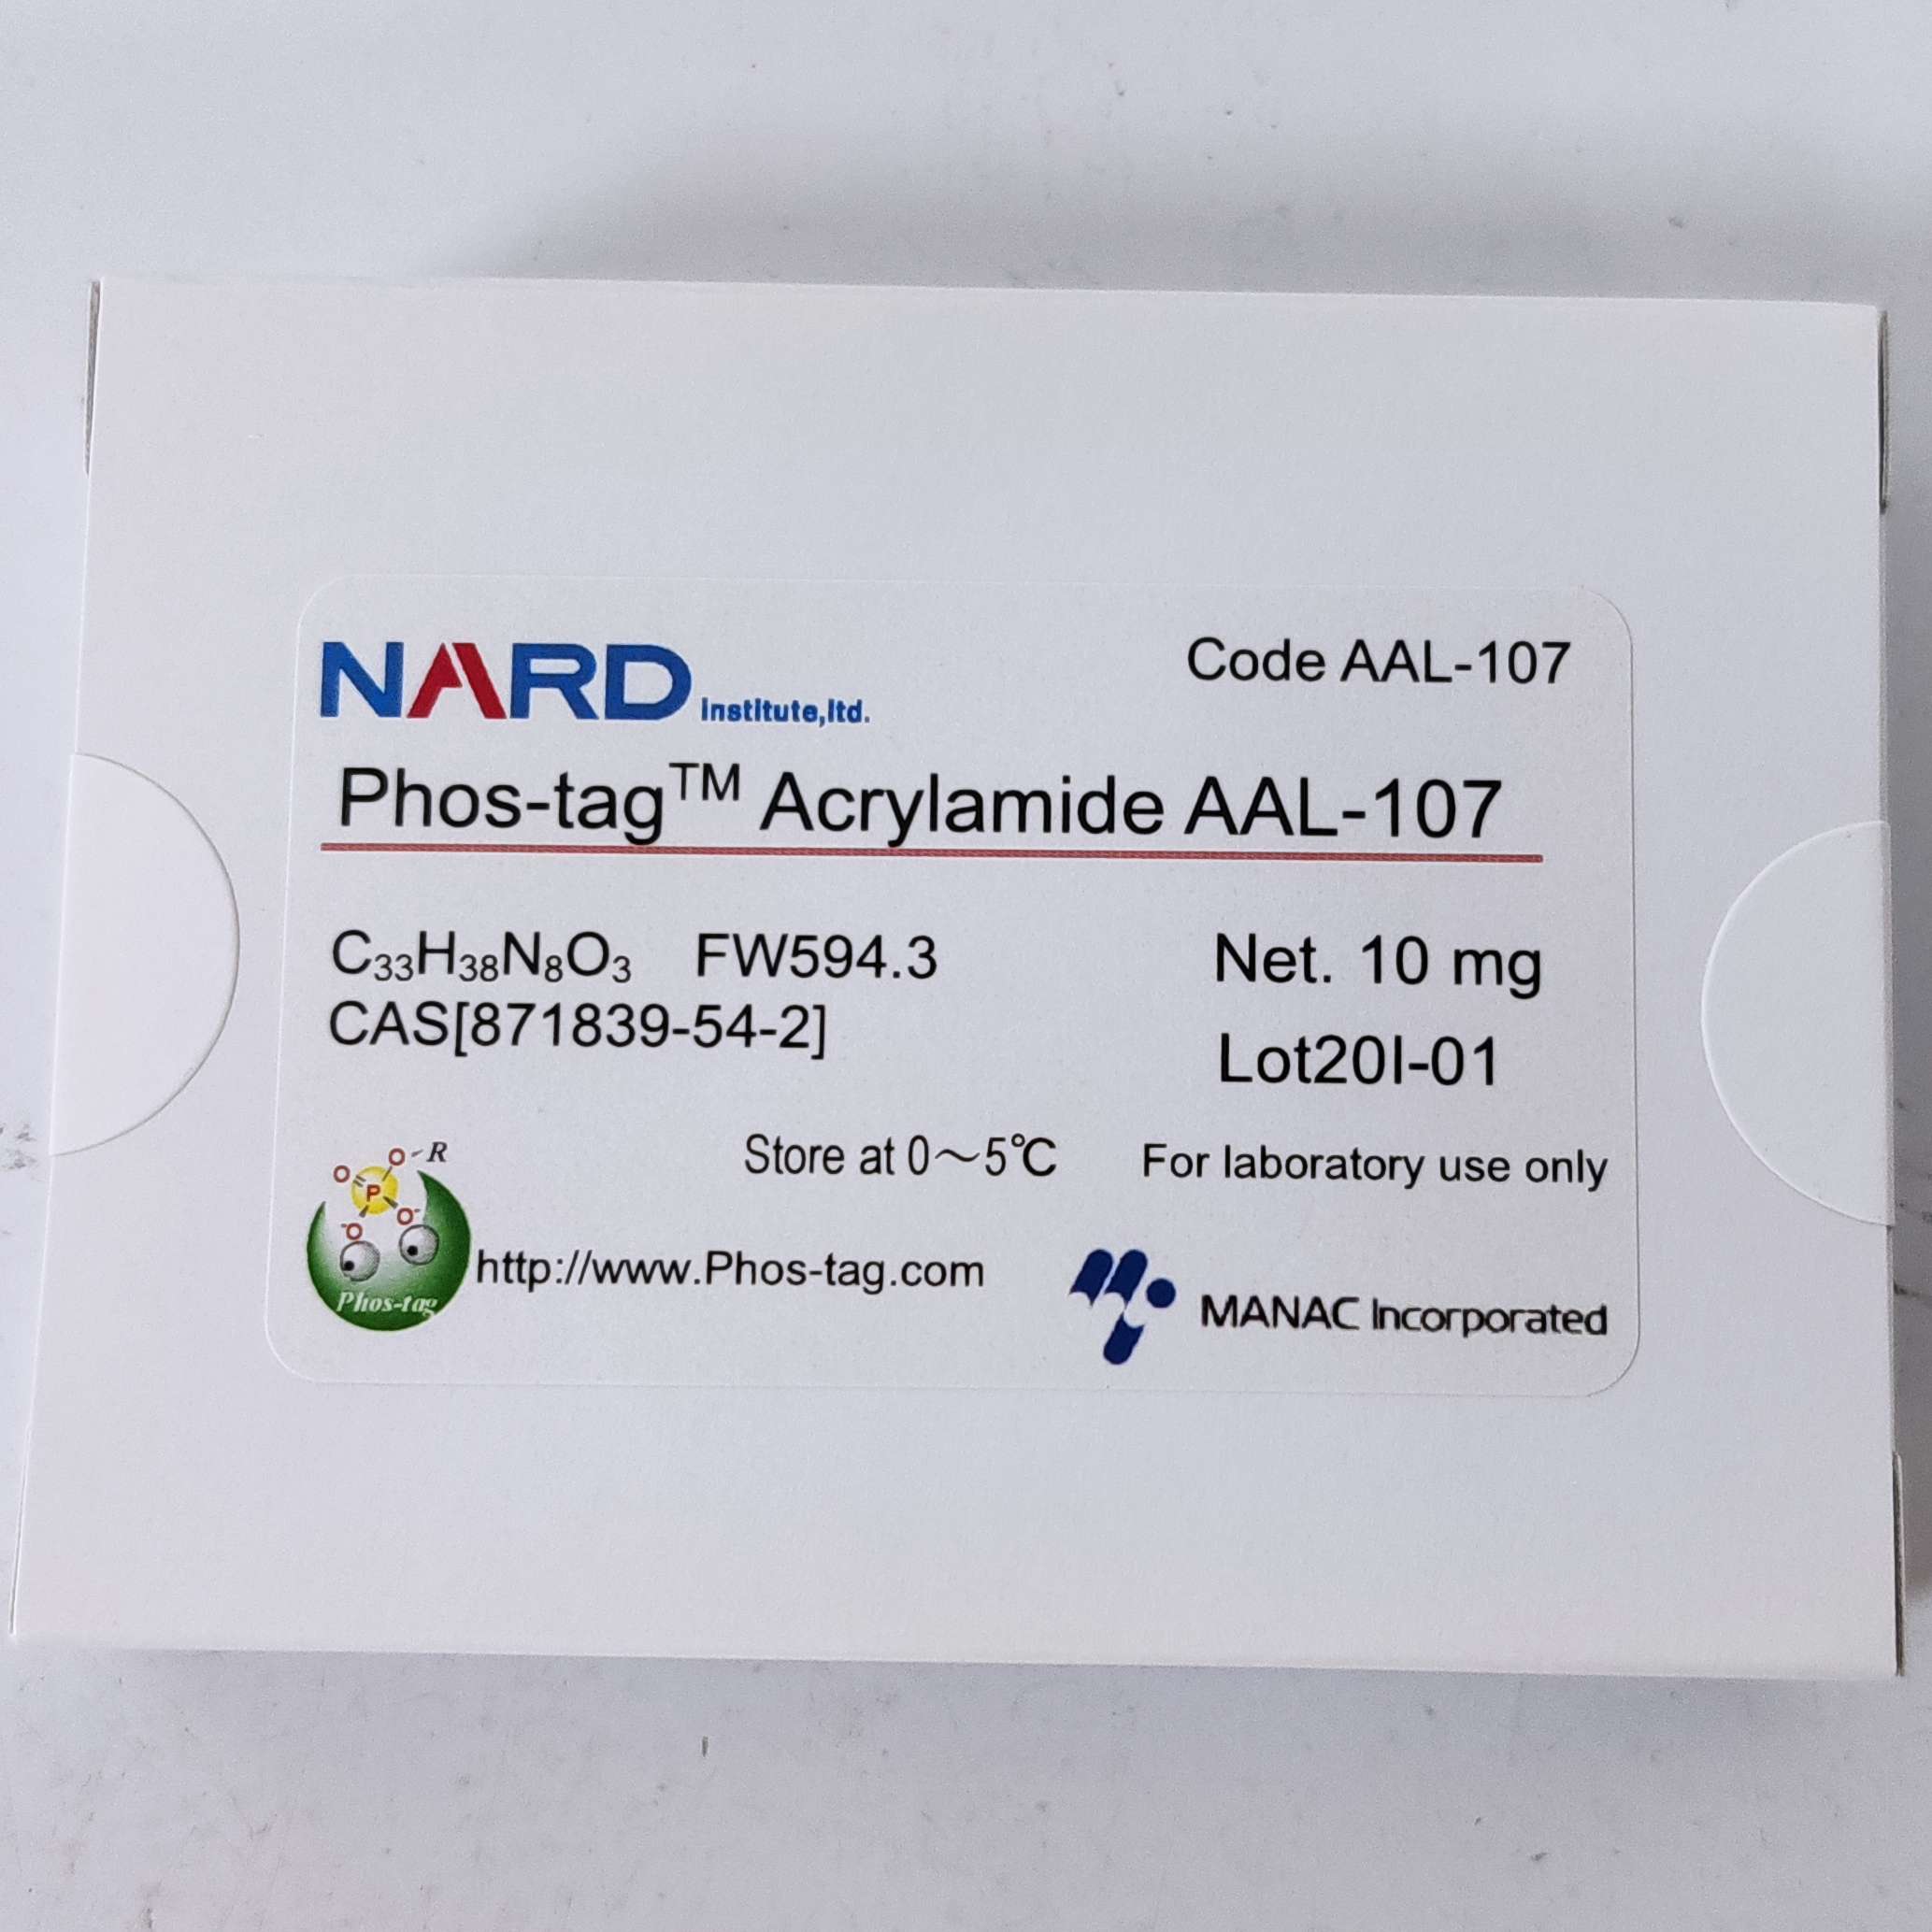 NARD institute,ltd.
Code AAL-107
Phos-tag™ Acrylamide AAL-107
C₃₃H₃₈N₈O₃ FW594.3
Net. 10 mg
CAS[871839-54-2]
Lot20I-01
Store at 0～5℃
For laboratory use only
O-R
O
P
-O
O-
Phos-tag
http://www.Phos-tag.com
MANAC Incorporated